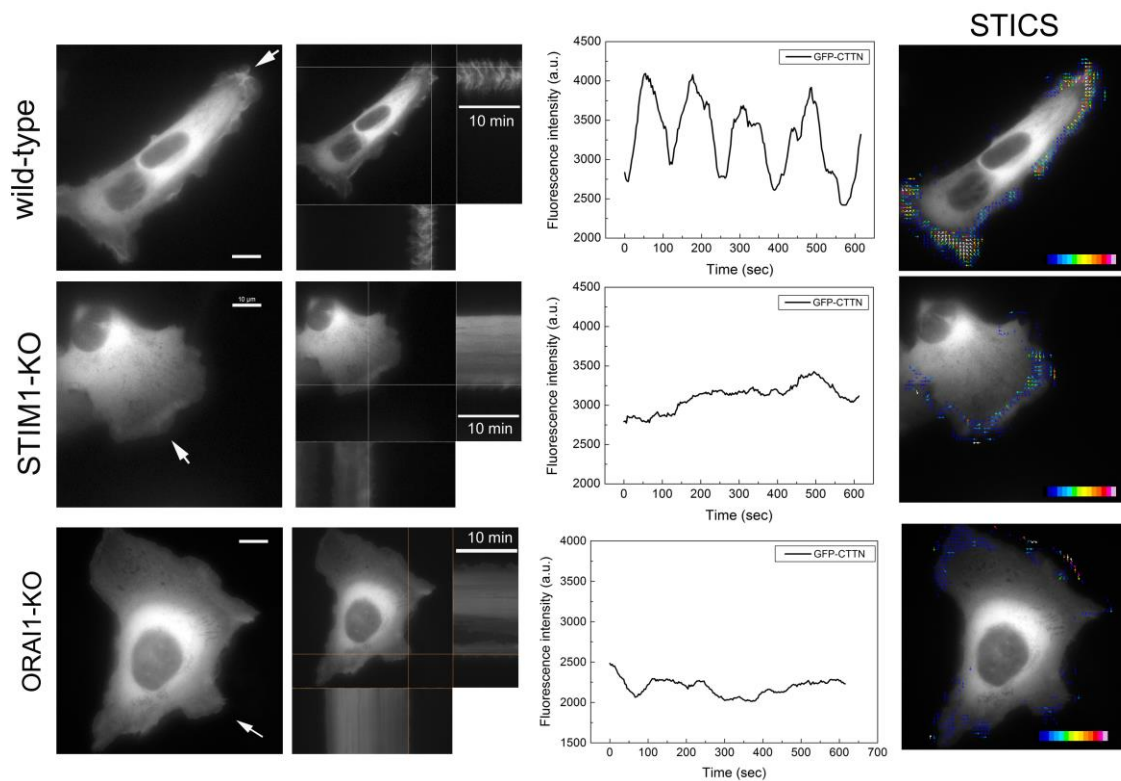 STICS
wild-type
10 min
4500
4000
3500
3000
2500
2000
Fluorescence intensity (a.u.)
GFP-CTTN
0 100 200 300 400 500 600
Time (sec)
STIM1-KO
10 µm
10 min
4500
4000
3500
3000
2500
2000
Fluorescence intensity (a.u.)
GFP-CTTN
0 100 200 300 400 500 600
Time (sec)
ORAI1-KO
10 min
4000
3500
3000
2500
2000
1500
Fluorescence intensity (a.u.)
GFP-CTTN
0 100 200 300 400 500 600 700
Time (sec)